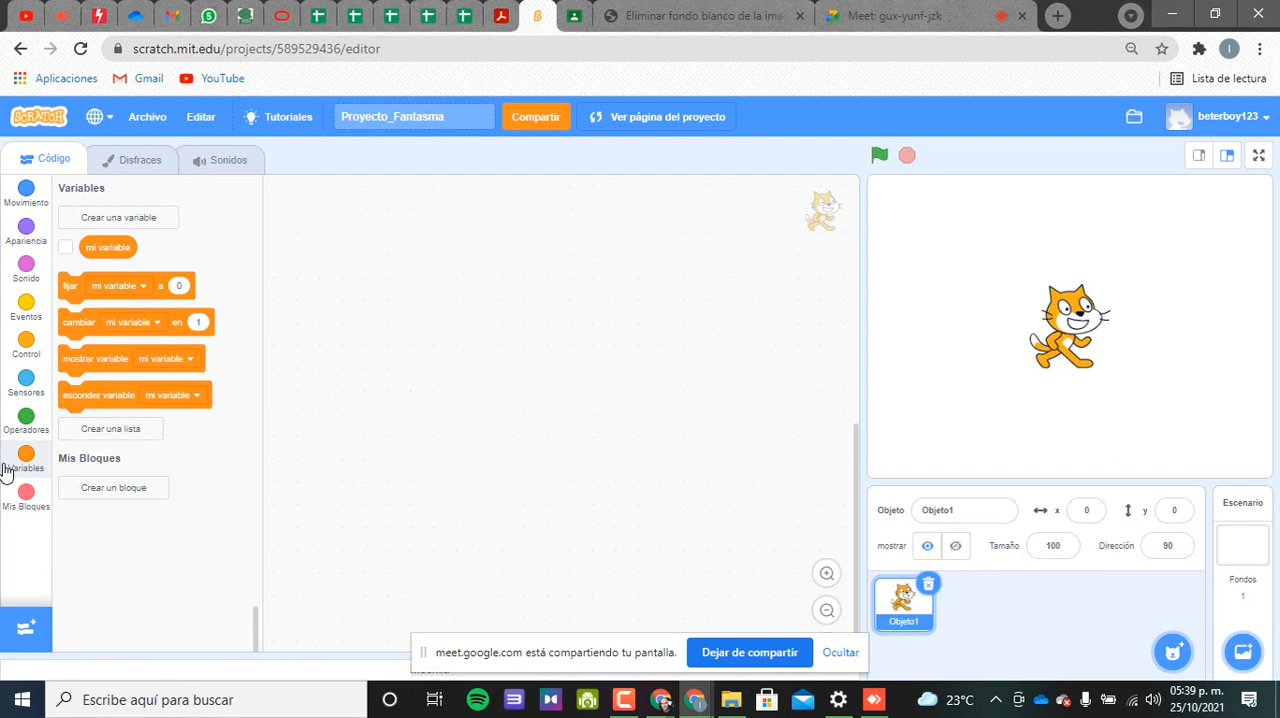 Eliminar fondo blanco de la ima
Meet: gux-yunf-jzk
scratch.mit.edu/projects/589529436/editor
Aplicaciones
Gmail
YouTube
Lista de lectura
SCRATCH
Archivo
Editar
Tutoriales
Proyecto_Fantasma
Compartir
Ver página del proyecto
beterboy123
Código
Disfraces
Sonidos
Movimiento
Apariencia
Sonido
Eventos
Control
Sensores
Operadores
Variables
Mis Bloques
Variables
Crear una variable
mi variable
fijar mi variable a 0
cambiar mi variable en 1
mostrar variable mi variable
esconder variable mi variable
Crear una lista
Mis Bloques
Crear un bloque
Objeto Objeto1 x 0 y 0
mostrar Tamaño 100 Dirección 90
Objeto1
Escenario
Fondos
1
meet.google.com está compartiendo tu pantalla.
Dejar de compartir
Ocultar
Escribe aquí para buscar
23°C
05:39 p. m.
25/10/2021